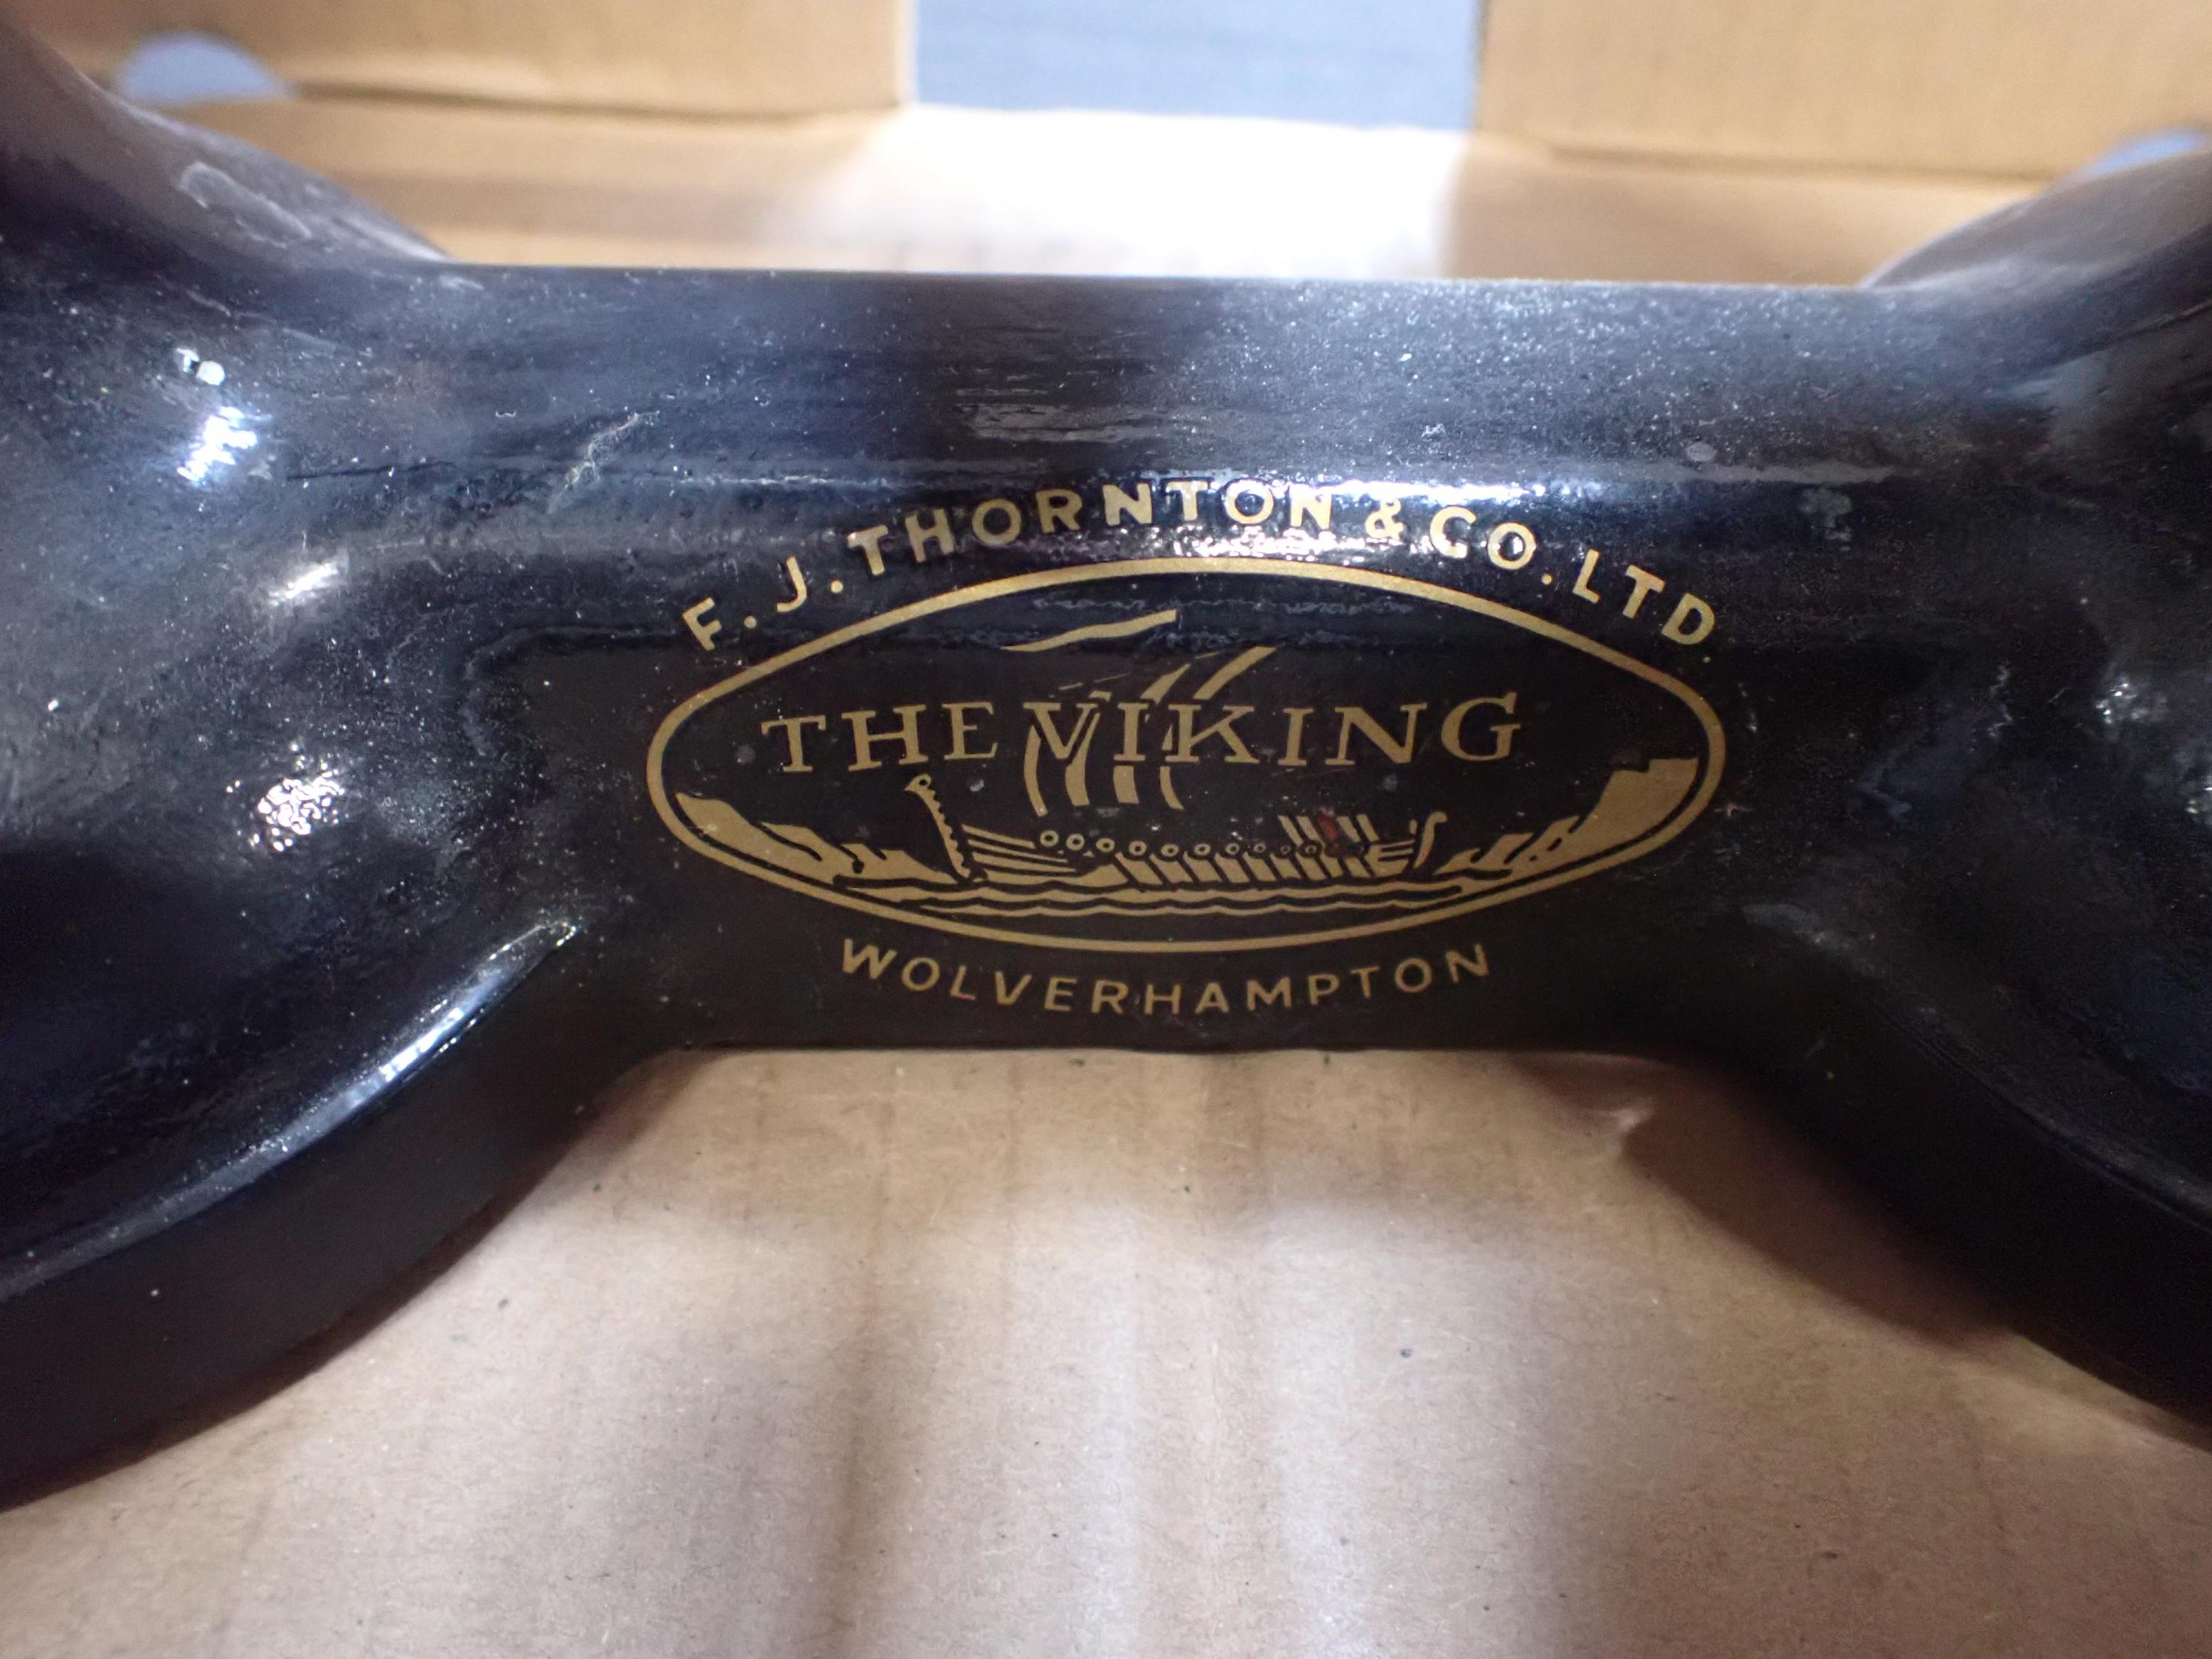 F. J. THORNTON & CO. LTD.
THE VIKING
WOLVERHAMPTON